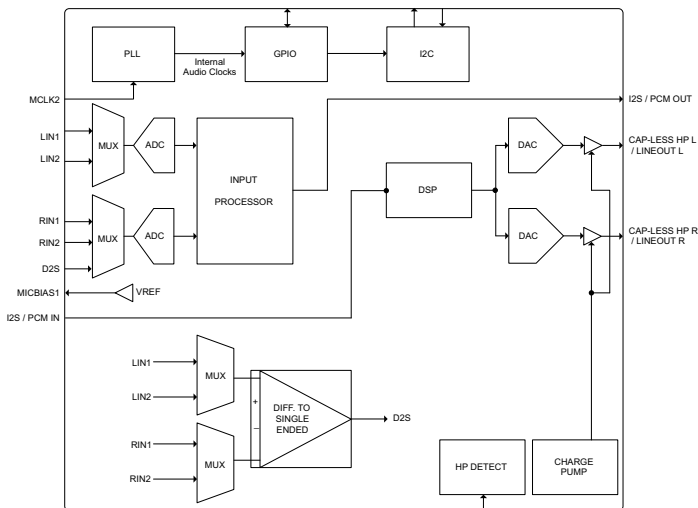 PLL
Internal
Audio Clocks
GPIO
I2C
MCLK2
I2S / PCM OUT
LIN1
LIN2
MUX
ADC
INPUT
PROCESSOR
DAC
CAP-LESS HP L
/ LINEOUT L
DSP
RIN1
RIN2
D2S
MUX
ADC
DAC
CAP-LESS HP R
/ LINEOUT R
MICBIAS1
VREF
I2S / PCM IN
LIN1
LIN2
MUX
+
–
DIFF. TO
SINGLE
ENDED
D2S
RIN1
RIN2
MUX
HP DETECT
CHARGE
PUMP